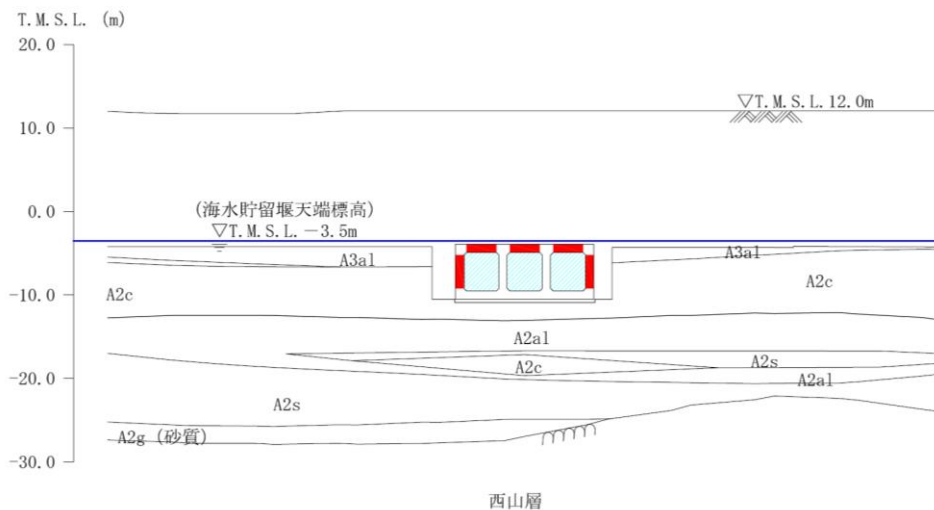 T.M.S.L. (m)
20.0
▽T.M.S.L.12.0m
10.0
0.0
(海水貯留堰天端標高)
▽T.M.S.L.－3.5m
A3al
A3al
A2c
A2c
-10.0
A2al
A2c
A2s
A2al
-20.0
A2s
A2g (砂質)
-30.0
西山層